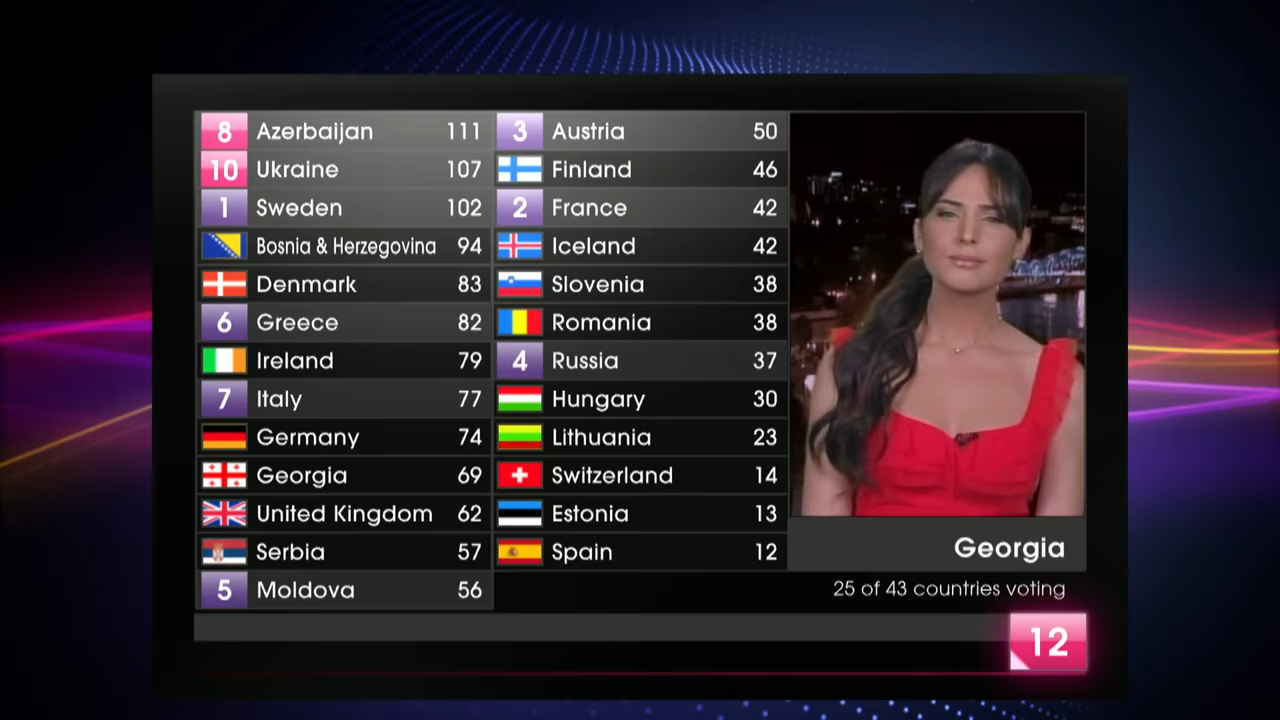 8 Azerbaijan 111
10 Ukraine 107
1 Sweden 102
Bosnia & Herzegovina 94
Denmark 83
6 Greece 82
Ireland 79
7 Italy 77
Germany 74
Georgia 69
United Kingdom 62
Serbia 57
5 Moldova 56
3 Austria 50
Finland 46
2 France 42
Iceland 42
Slovenia 38
Romania 38
4 Russia 37
Hungary 30
Lithuania 23
Switzerland 14
Estonia 13
Spain 12
Georgia
25 of 43 countries voting
12